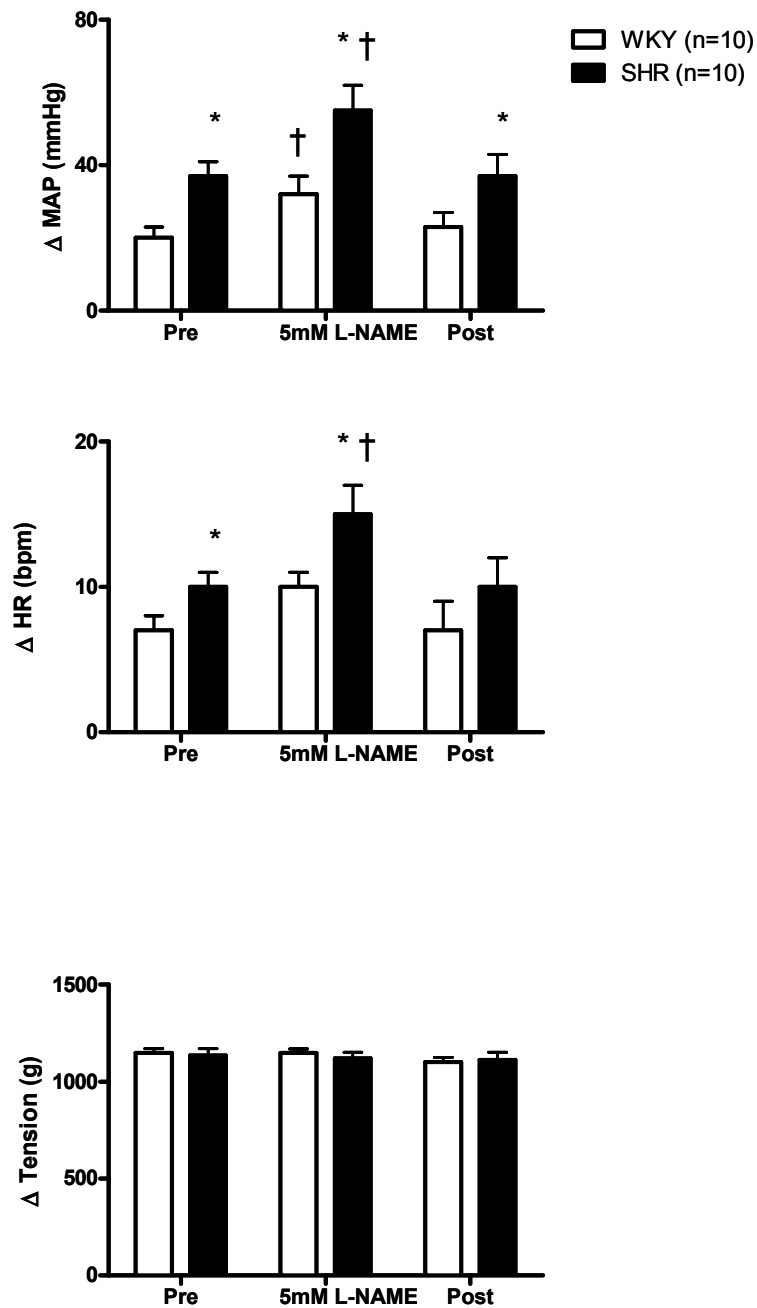 80
40
0
Δ MAP (mmHg)
*
†
* †
*
Pre
5mM L-NAME
Post
WKY (n=10)
SHR (n=10)
20
10
0
Δ HR (bpm)
*
* †
Pre
5mM L-NAME
Post
1500
1000
500
0
Δ Tension (g)
Pre
5mM L-NAME
Post